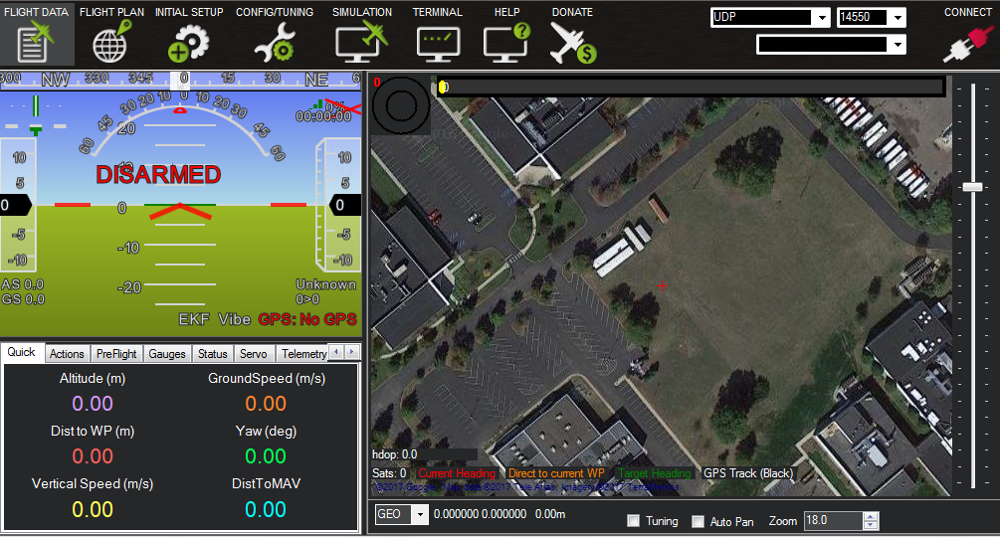 FLIGHT DATA FLIGHT PLAN INITIAL SETUP CONFIG/TUNING SIMULATION TERMINAL HELP DONATE UDP 14550 CONNECT
300 NW 330 345 0 15 30 NE 6
0
0
60 45 30 20 10 0 10 20 30 45 60
0%
00:00:00
20
10 10
DISARMED
5 5
0 0 0
-5 -5
-10 -10 -10
AS 0.0 Unknown
GS 0.0 -20 0>0
EKF Vibe GPS: No GPS
Quick Actions PreFlight Gauges Status Servo Telemetry
Altitude (m) GroundSpeed (m/s)
0.00 0.00
Dist to WP (m) Yaw (deg)
0.00 0.00
Vertical Speed (m/s) DistToMAV
0.00 0.00
hdop: 0.0
Sats: 0 Current Heading Direct to current WP Target Heading GPS Track (Black)
©2017 Google, Map data ©2017 Tele Atlas, Imagery ©2017 TerraMetrics
GEO 0.000000 0.000000 0.00m
Tuning Auto Pan Zoom 18.0